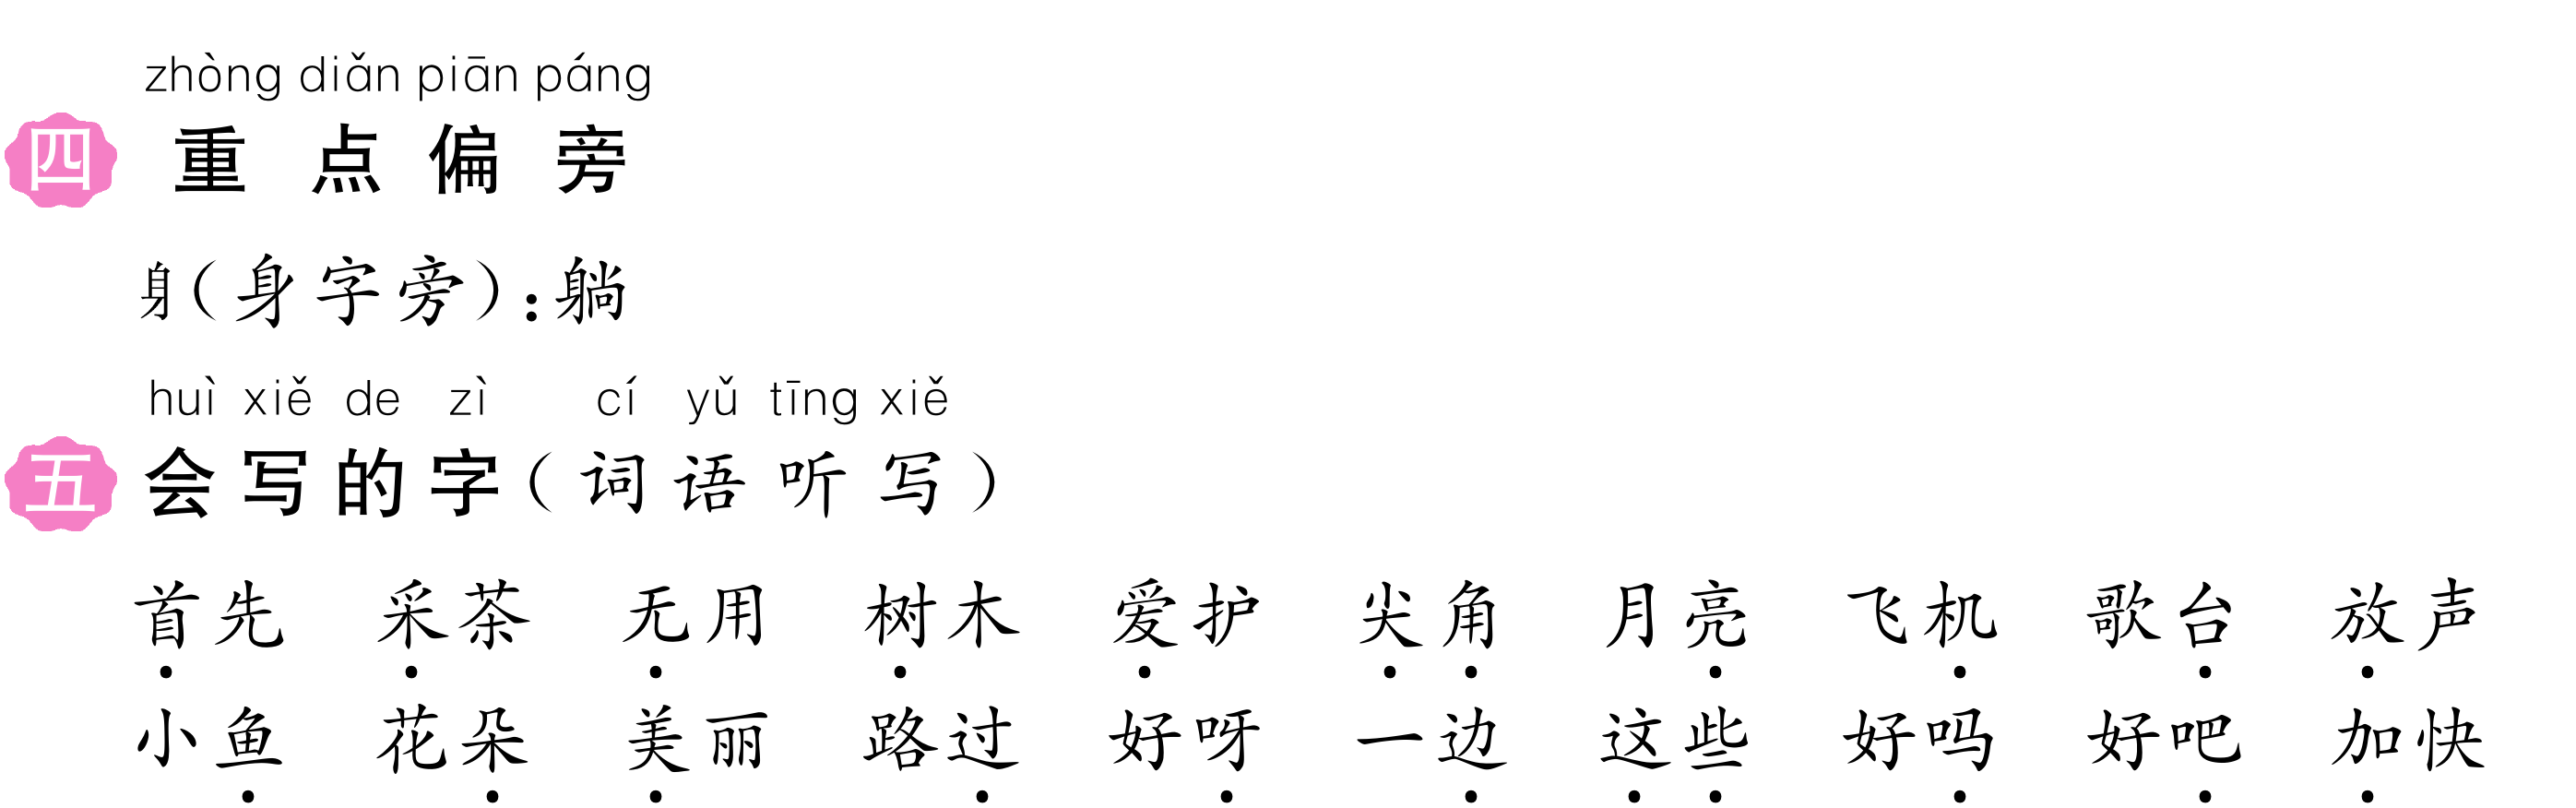 zhòng diǎn piān páng
四 重点偏旁
⾝(身字旁):躺
huì xiě de zì cí yǔ tīng xiě
五 会写的字(词语听写)
首先 采茶 无用 树木 爱护 尖角 月亮 飞机 歌台 放声
小鱼 花朵 美丽 路过 好呀 一边 这些 好吗 好吧 加快